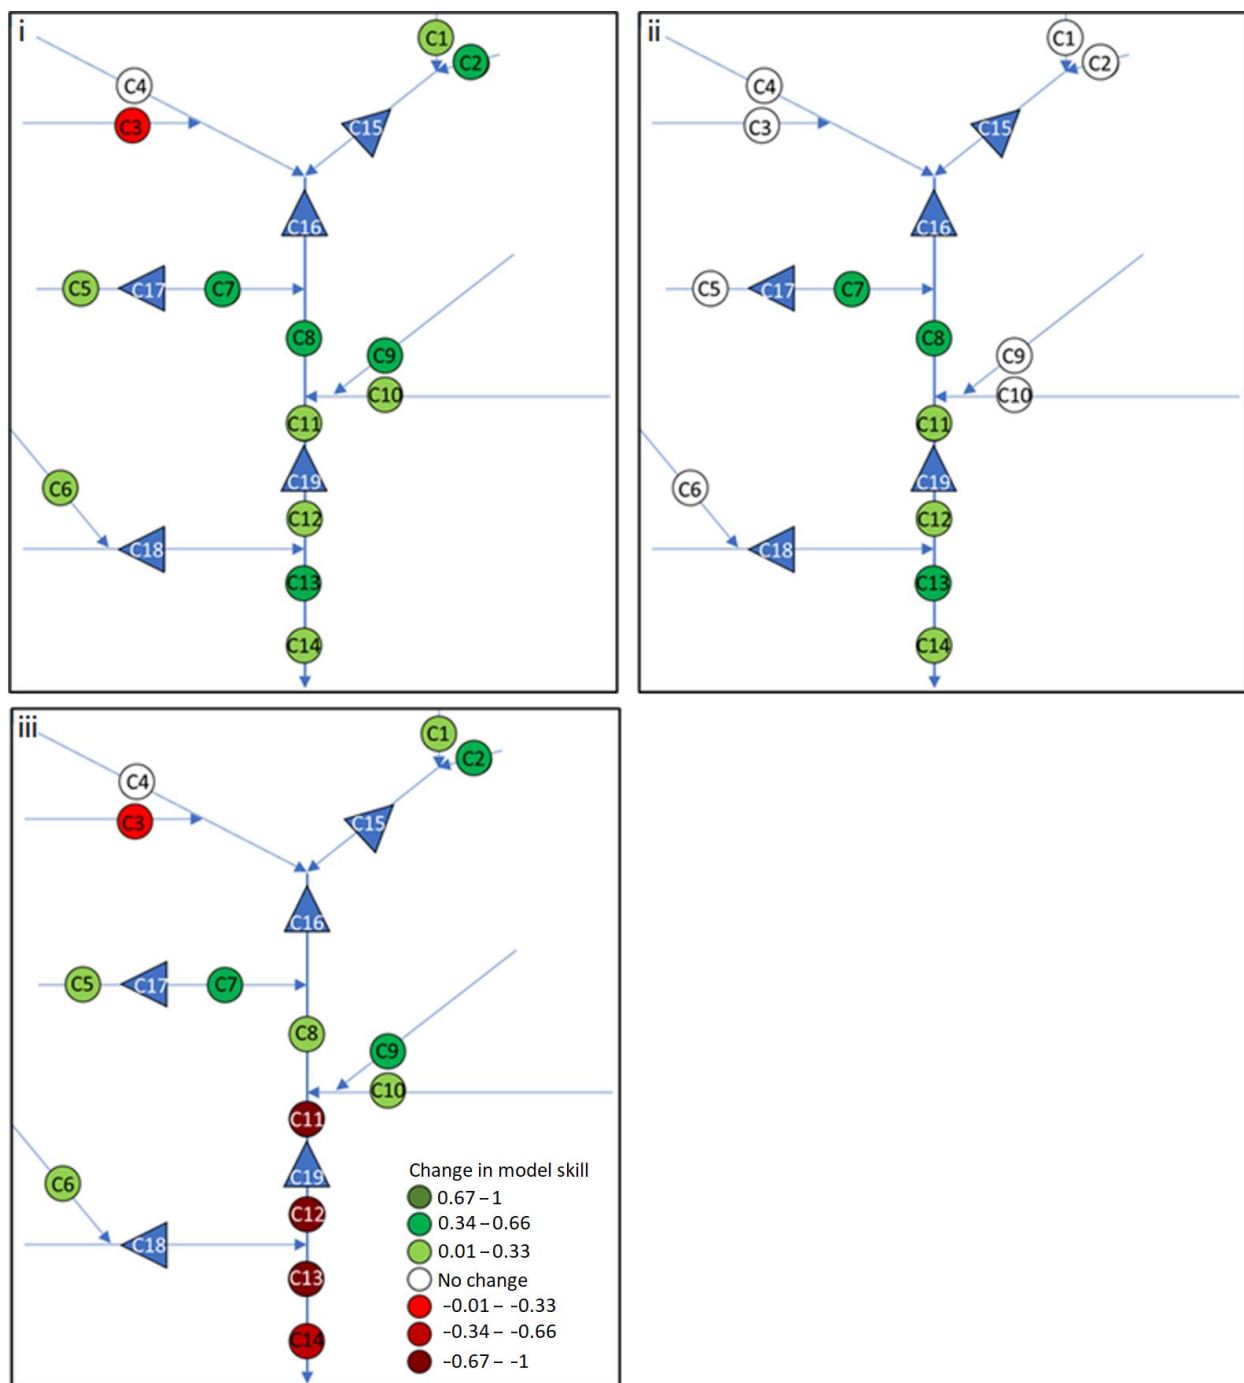 i
C1
C2
C4
C3
C15
C16
C5
C17
C7
C8
C9
C10
C11
C6
C19
C12
C18
C13
C14
ii
C1
C2
C4
C3
C15
C16
C5
C17
C7
C8
C9
C10
C11
C6
C19
C12
C18
C13
C14
iii
C1
C2
C4
C3
C15
C16
C5
C17
C7
C8
C9
C10
C11
C6
C19
C12
C18
C13
C14
Change in model skill
0.67 – 1
0.34 – 0.66
0.01 – 0.33
No change
−0.01 – −0.33
−0.34 – −0.66
−0.67 – −1